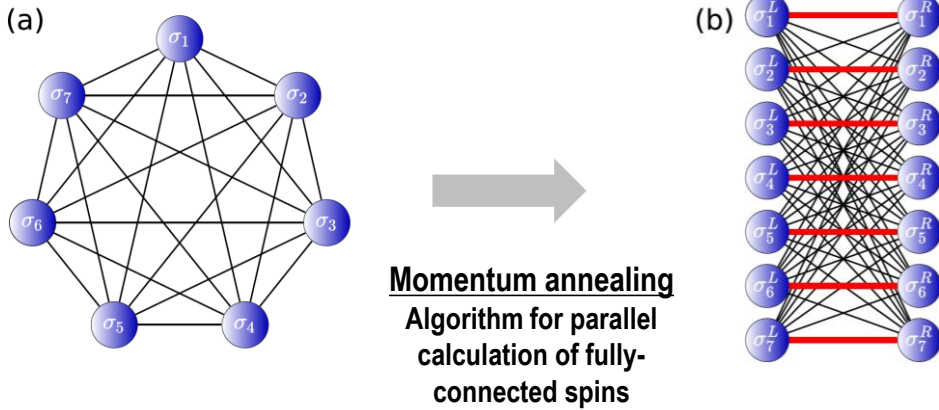 (a)
σ₁
σ₇
σ₂
σ₆
σ₃
σ₅
σ₄
Momentum annealing
Algorithm for parallel
calculation of fully-
connected spins
(b)
σ₁ᴸ σ₁ᴿ
σ₂ᴸ σ₂ᴿ
σ₃ᴸ σ₃ᴿ
σ₄ᴸ σ₄ᴿ
σ₅ᴸ σ₅ᴿ
σ₆ᴸ σ₆ᴿ
σ₇ᴸ σ₇ᴿ